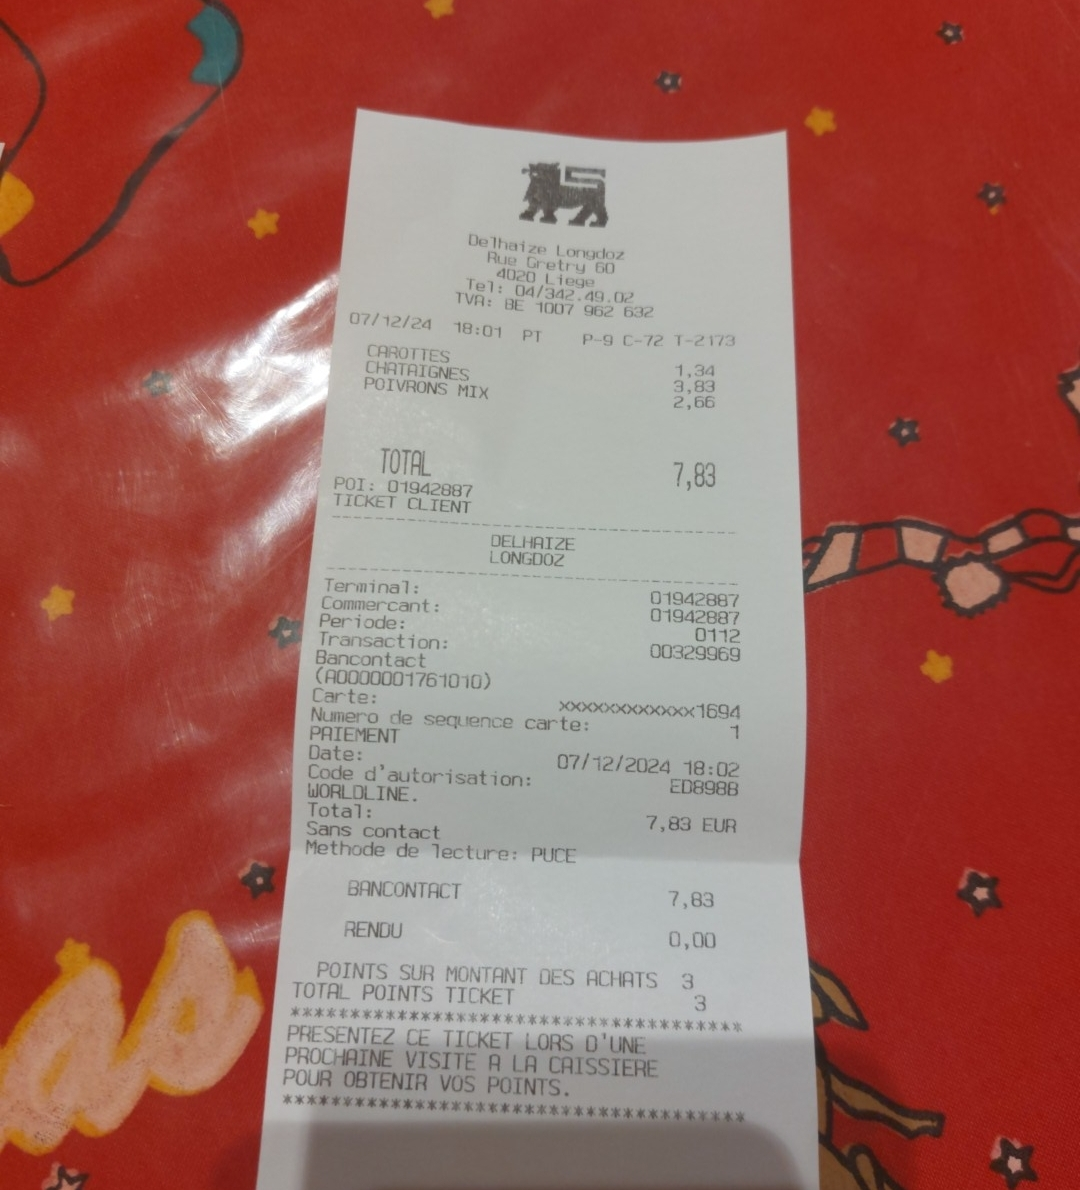 Delhaize Longdoz
Rue Gretry 60
4020 Liege
Tel: 04/342.49.02
TVA: BE 1007 962 632
07/12/24 18:01 PT P-9 C-72 T-2173
CAROTTES 1,34
CHATAIGNES 3,83
POIVRONS MIX 2,66
TOTAL 7,83
POI: 01942887
TICKET CLIENT
DELHAIZE
LONGDOZ
Terminal: 01942887
Commercant: 01942887
Periode: 0112
Transaction: 00329969
Bancontact
(A0000001761010)
Carte: xxxxxxxxxxxx1694
Numero de sequence carte: 1
PAIEMENT
Date: 07/12/2024 18:02
Code d'autorisation: ED898B
WORLDLINE.
Total: 7,83 EUR
Sans contact
Methode de lecture: PUCE
BANCONTACT 7,83
RENDU 0,00
POINTS SUR MONTANT DES ACHATS 3
TOTAL POINTS TICKET 3
***************************************
PRESENTEZ CE TICKET LORS D'UNE
PROCHAINE VISITE A LA CAISSIERE
POUR OBTENIR VOS POINTS.
***************************************
as